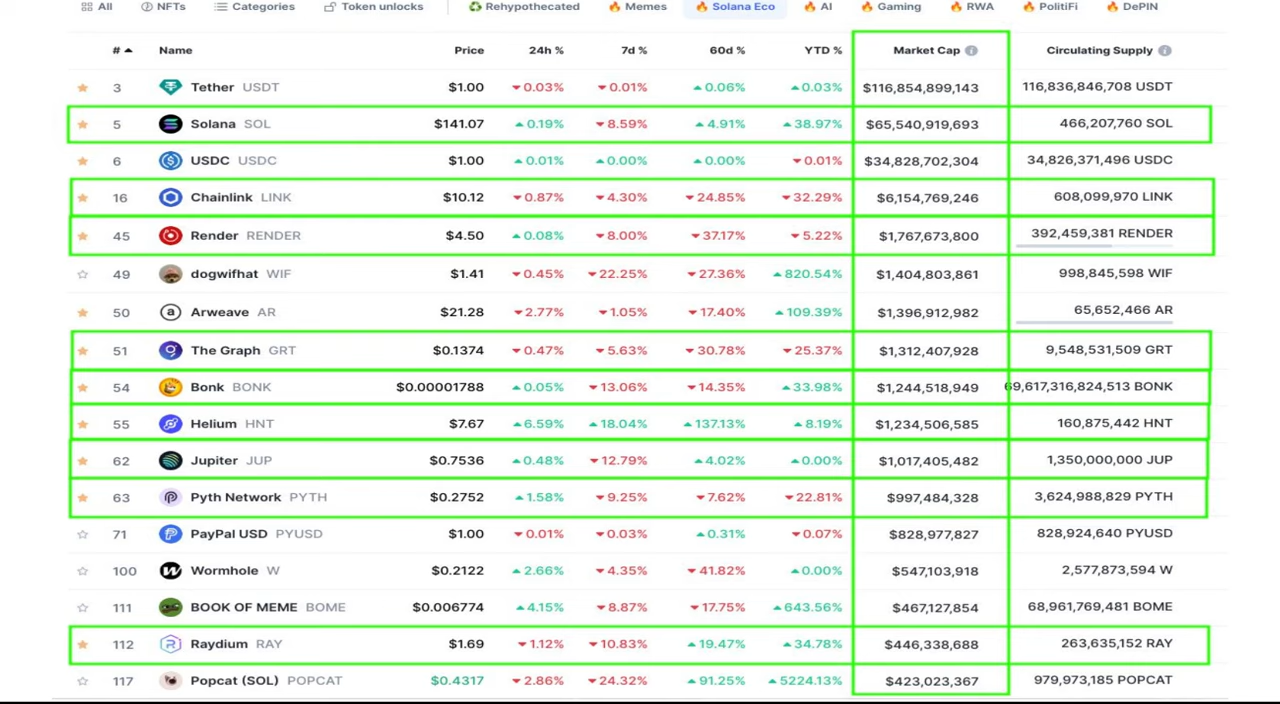 All NFTs Categories Token unlocks Rehypothecated Memes Solana Eco AI Gaming RWA PolitiFi DePIN
# Name Price 24h % 7d % 60d % YTD % Market Cap Circulating Supply
3 Tether USDT $1.00 0.03% 0.01% 0.06% 0.03% $116,854,899,143 116,836,846,708 USDT
5 Solana SOL $141.07 0.19% 8.59% 4.91% 38.97% $65,540,919,693 466,207,760 SOL
6 USDC USDC $1.00 0.01% 0.00% 0.00% 0.01% $34,828,702,304 34,826,371,496 USDC
16 Chainlink LINK $10.12 0.87% 4.30% 24.85% 32.29% $6,154,769,246 608,099,970 LINK
45 Render RENDER $4.50 0.08% 8.00% 37.17% 5.22% $1,767,673,800 392,459,381 RENDER
49 dogwifhat WIF $1.41 0.45% 22.25% 27.36% 820.54% $1,404,803,861 998,845,598 WIF
50 Arweave AR $21.28 2.77% 1.05% 17.40% 109.39% $1,396,912,982 65,652,466 AR
51 The Graph GRT $0.1374 0.47% 5.63% 30.78% 25.37% $1,312,407,928 9,548,531,509 GRT
54 Bonk BONK $0.00001788 0.05% 13.06% 14.35% 33.98% $1,244,518,949 69,617,316,824,513 BONK
55 Helium HNT $7.67 6.59% 18.04% 137.13% 8.19% $1,234,506,585 160,875,442 HNT
62 Jupiter JUP $0.7536 0.48% 12.79% 4.02% 0.00% $1,017,405,482 1,350,000,000 JUP
63 Pyth Network PYTH $0.2752 1.58% 9.25% 7.62% 22.81% $997,484,328 3,624,988,829 PYTH
71 PayPal USD PYUSD $1.00 0.01% 0.03% 0.31% 0.07% $828,977,827 828,924,640 PYUSD
100 Wormhole W $0.2122 2.66% 4.35% 41.82% 0.00% $547,103,918 2,577,873,594 W
111 BOOK OF MEME BOME $0.006774 4.15% 8.87% 17.75% 643.56% $467,127,854 68,961,769,481 BOME
112 Raydium RAY $1.69 1.12% 10.83% 19.47% 34.78% $446,338,688 263,635,152 RAY
117 Popcat (SOL) POPCAT $0.4317 2.86% 24.32% 91.25% 5224.13% $423,023,367 979,973,185 POPCAT